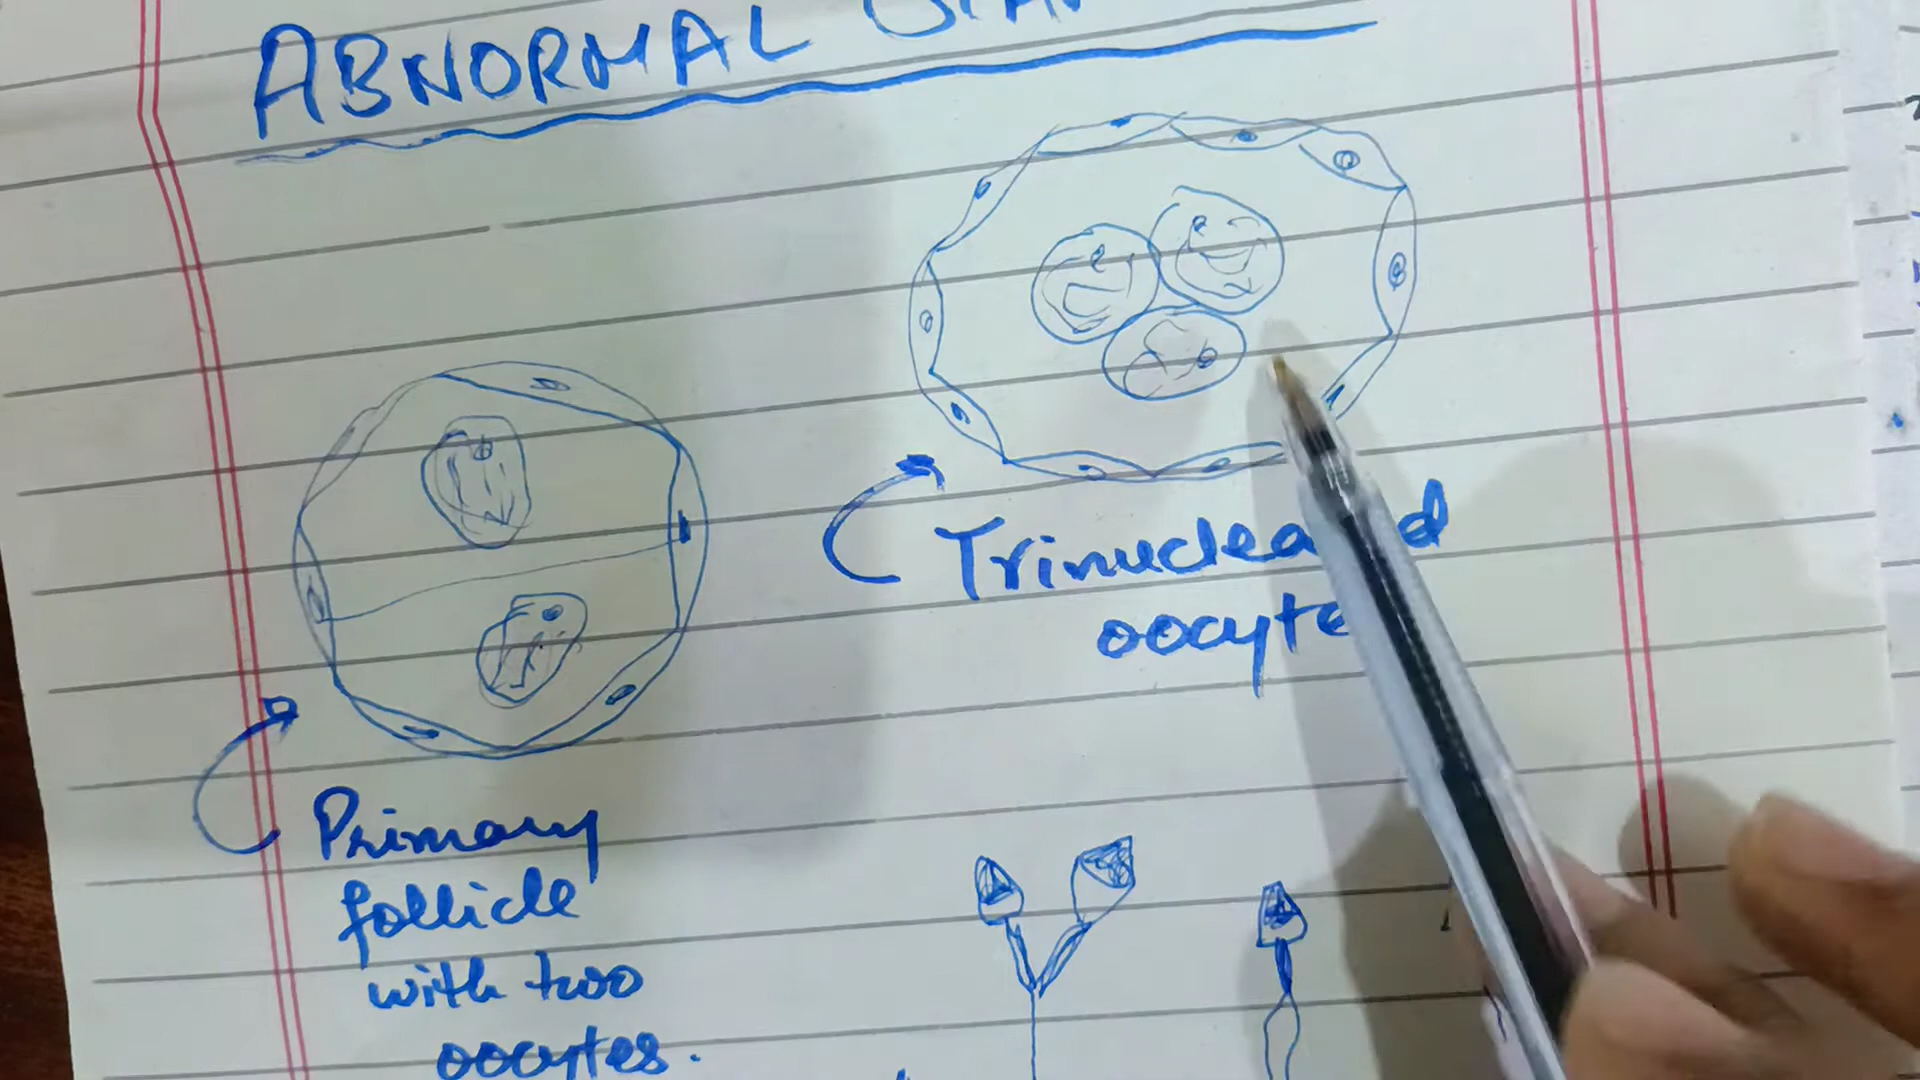 ABNORMAL
Trinucleated
oocyte
Primary
follicle
with two
oocytes.